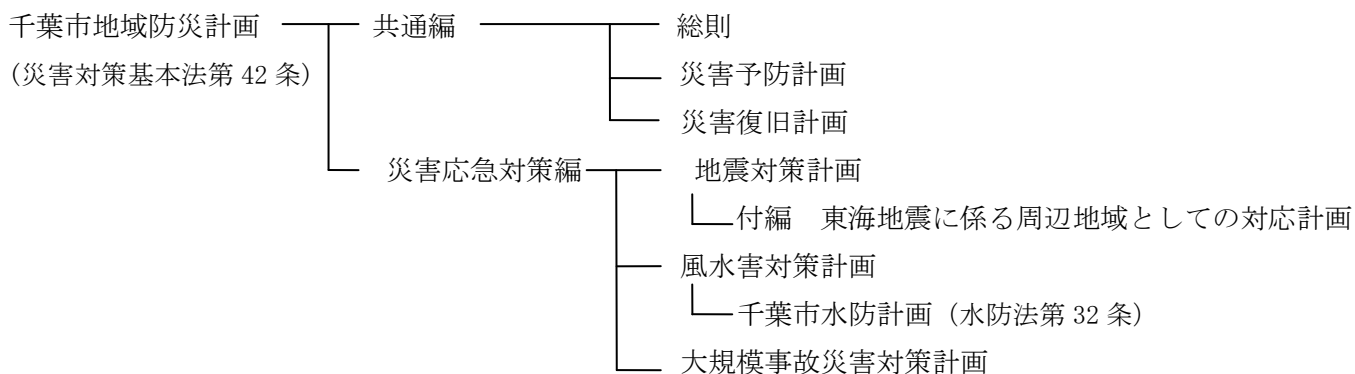 千葉市地域防災計画 共通編 総則
(災害対策基本法第 42 条) 災害予防計画
災害復旧計画
災害応急対策編 地震対策計画
付編 東海地震に係る周辺地域としての対応計画
風水害対策計画
千葉市水防計画(水防法第 32 条)
大規模事故災害対策計画